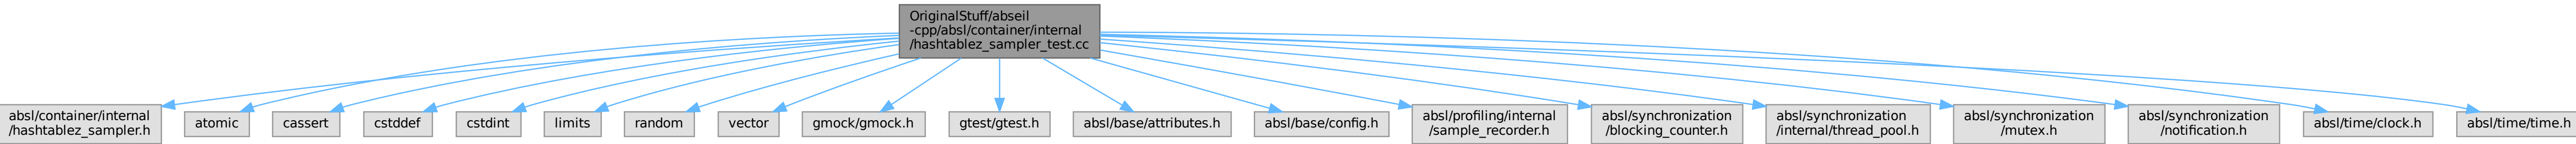 OriginalStuff/abseil
-cpp/absl/container/internal
/hashtablez_sampler_test.cc
absl/container/internal
/hashtablez_sampler.h
atomic
cassert
cstddef
cstdint
limits
random
vector
gmock/gmock.h
gtest/gtest.h
absl/base/attributes.h
absl/base/config.h
absl/profiling/internal
/sample_recorder.h
absl/synchronization
/blocking_counter.h
absl/synchronization
/internal/thread_pool.h
absl/synchronization
/mutex.h
absl/synchronization
/notification.h
absl/time/clock.h
absl/time/time.h